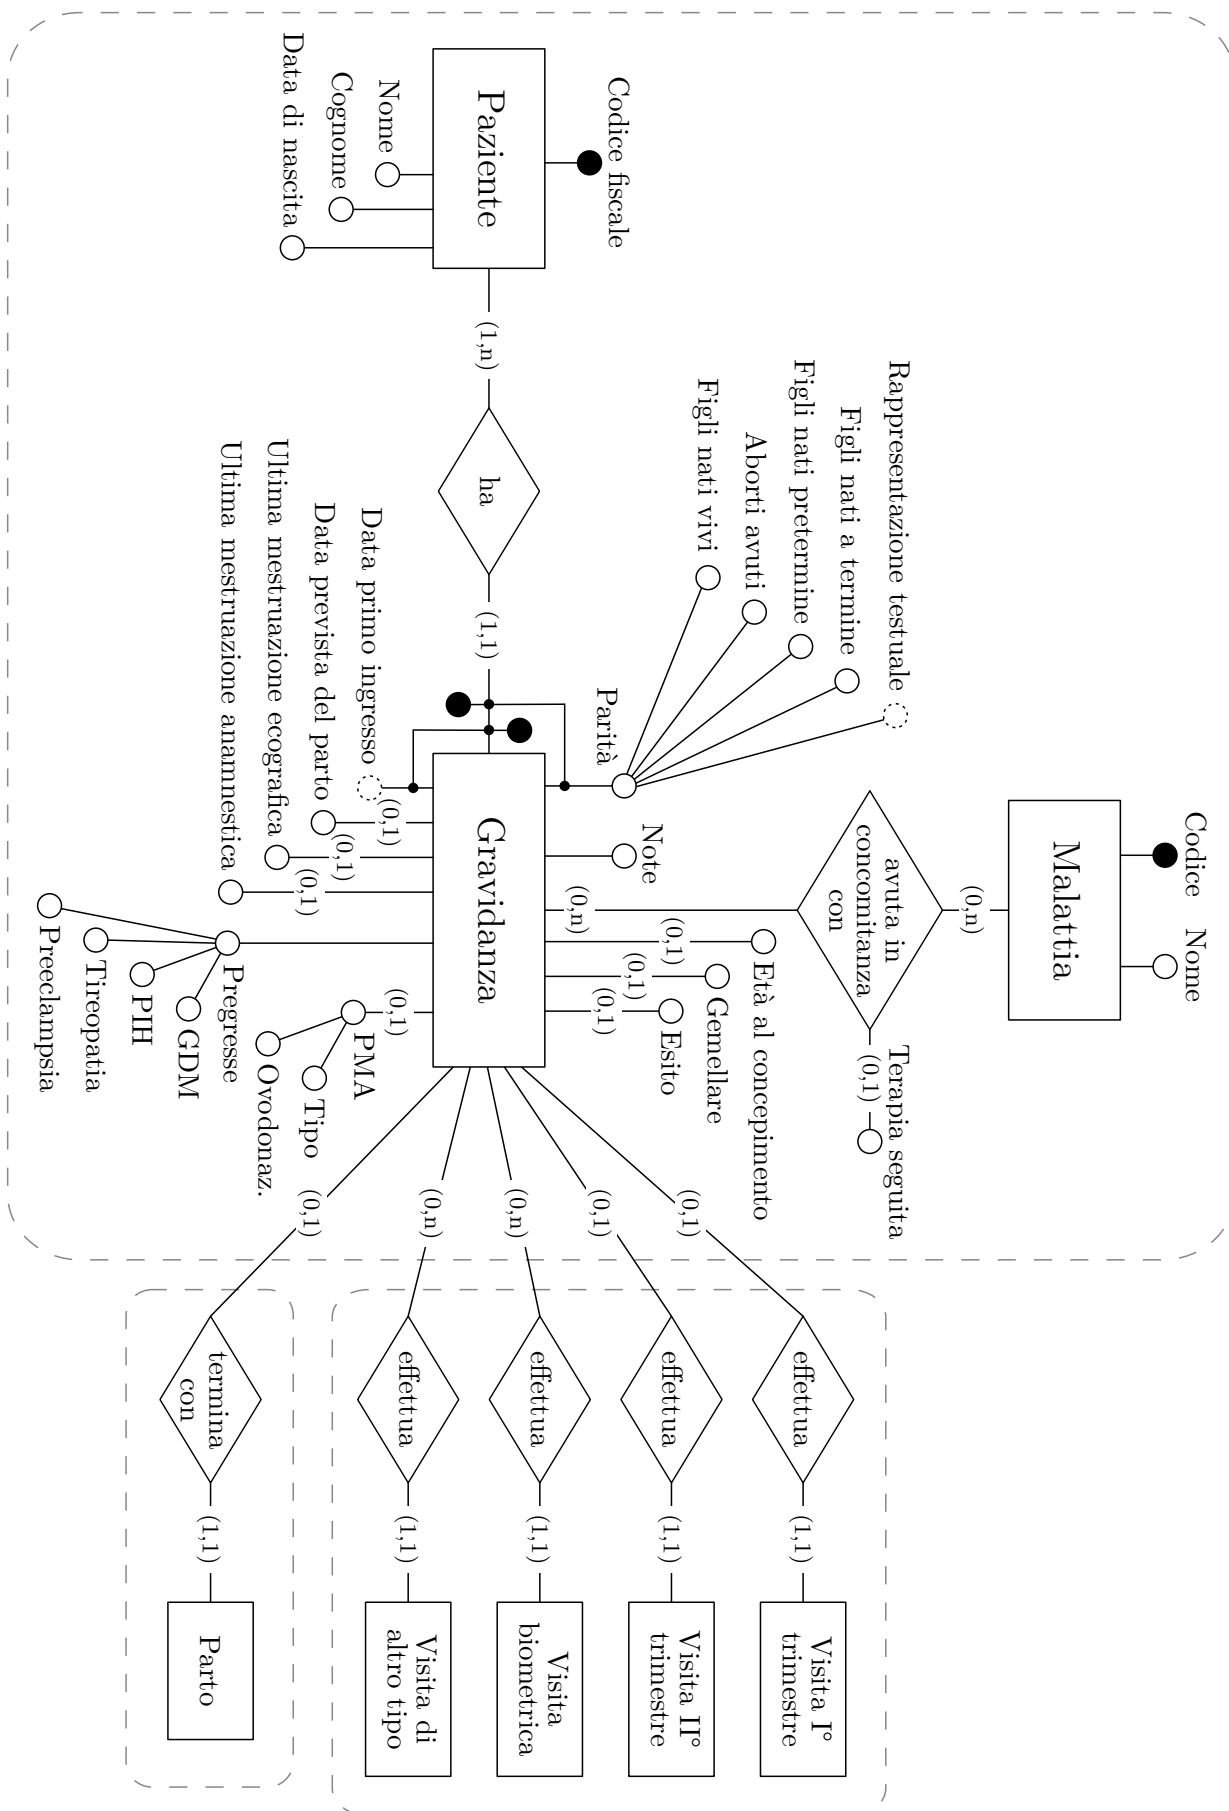 Codice
Nome
Malattia
(0,n)
avuta in
concomitanza
con
(0,1)
Terapia seguita
Rappresentazione testuale
Figli nati a termine
Figli nati pretermine
Aborti avuti
Figli nati vivi
Parità
Note
(0,n)
(0,1)
Età al concepimento
(0,1)
Gemellare
(0,1)
Esito
Codice fiscale
Paziente
Nome
Cognome
Data di nascita
(1,n)
ha
(1,1)
Gravidanza
Data primo ingresso
Data prevista del parto
Ultima mestruazione ecografica
Ultima mestruazione anamnestica
(0,1)
(0,1)
(0,1)
(0,1)
PMA
Tipo
Ovodonaz.
Pregresse
GDM
PIH
Tireopatia
Preeclampsia
(0,1)
effettua
(1,1)
Visita I°
trimestre
(0,1)
effettua
(1,1)
Visita II°
trimestre
(0,n)
effettua
(1,1)
Visita
biometrica
(0,n)
effettua
(1,1)
Visita di
altro tipo
(0,1)
termina
con
(1,1)
Parto